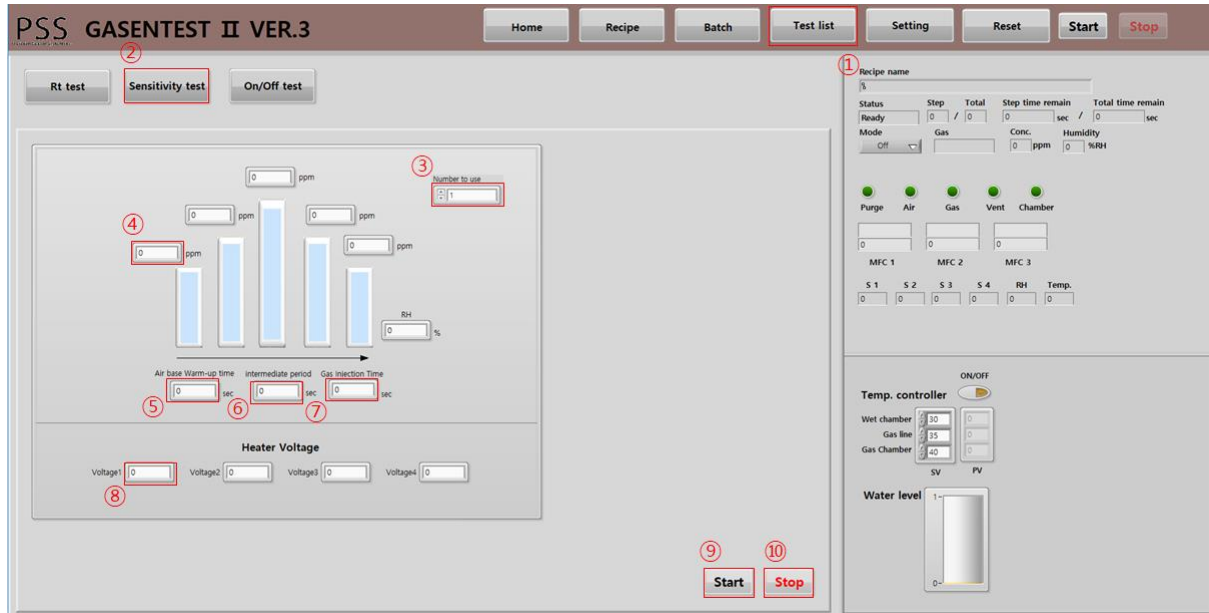 PSS GASENTEST Ⅱ VER.3
Home Recipe Batch Test list Setting Reset Start Stop
②
Rt test Sensitivity test On/Off test
0 ppm
③
Number to use
1
0 ppm 0 ppm
④
0 ppm
0 ppm
RH
0 %
Air base Warm-up time Intermediate period Gas Injection Time
0 sec 0 sec 0 sec
⑤ ⑥ ⑦
Heater Voltage
Voltage1 0 Voltage2 0 Voltage3 0 Voltage4 0
⑧
⑨ ⑩
Start Stop
①
Recipe name
%
Status Step Total Step time remain Total time remain
Ready 0 / 0 0 sec / 0 sec
Mode Gas Conc. Humidity
Off 0 ppm 0 %RH
Purge Air Gas Vent Chamber
0 0 0
MFC 1 MFC 2 MFC 3
S 1 S 2 S 3 S 4 RH Temp.
0 0 0 0 0 0
ON/OFF
Temp. controller
Wet chamber 30 0
Gas line 35 0
Gas Chamber 40 0
SV PV
Water level
1-
0-